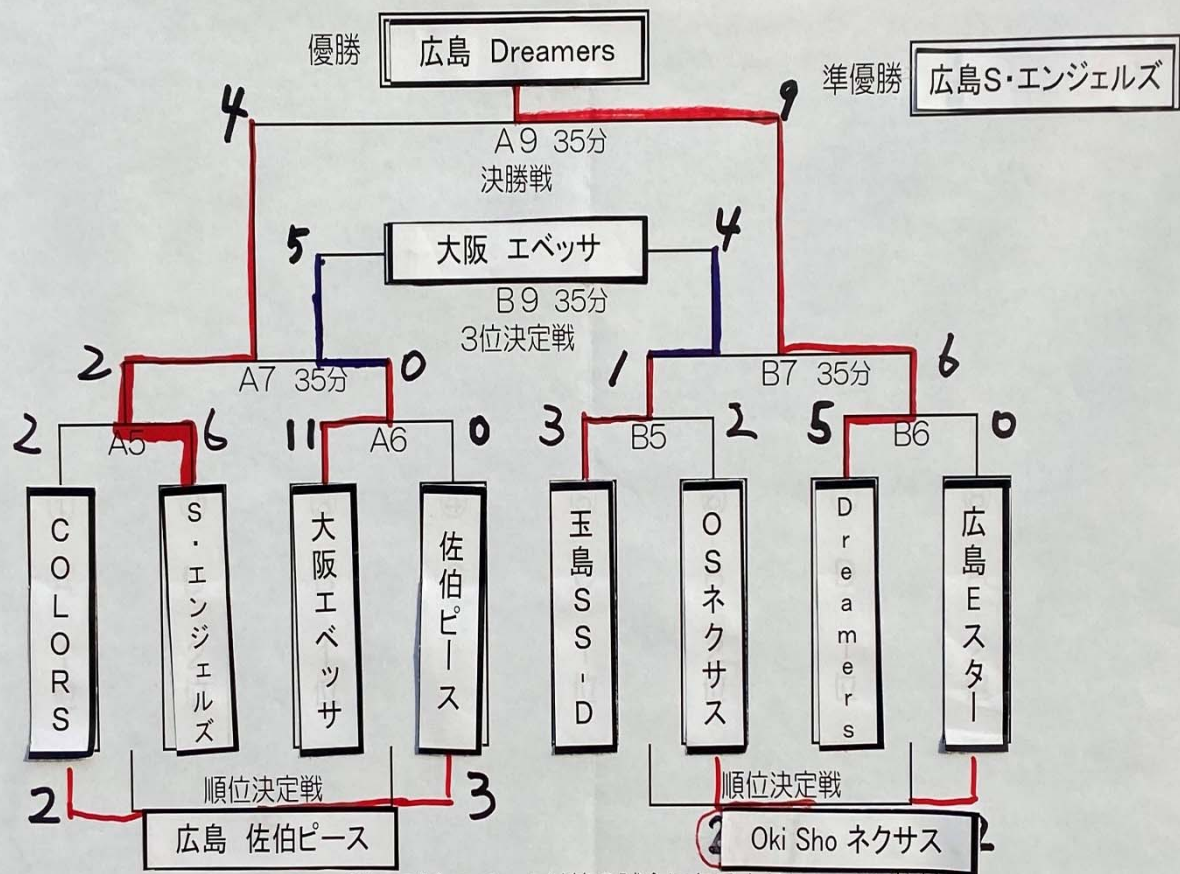 優勝 広島 Dreamers
準優勝 広島S・エンジェルズ
4 9
A9 35分
決勝戦
5 大阪 エベッサ 4
B9 35分
3位決定戦
2 A7 35分 0 1 B7 35分 6
2 A5 6 11 A6 0 3 B5 2 5 B6 0
COLORS
S・エンジェルズ
大阪エベッサ
佐伯ピース
玉島SS-D
OSネクサス
Dreamers
広島Eスター
2 順位決定戦 3
広島 佐伯ピース
順位決定戦
2 Oki Sho ネクサス 2